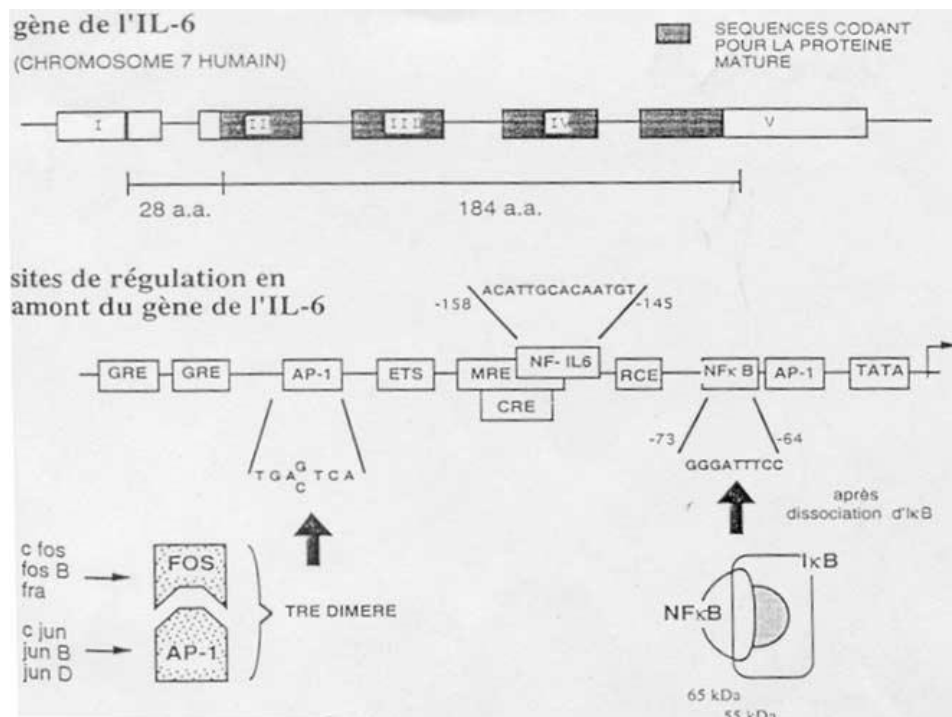 gène de l'IL-6
(CHROMOSOME 7 HUMAIN)
SEQUENCES CODANT
POUR LA PROTEINE
MATURE
I II III IV V
28 a.a. 184 a.a.
sites de régulation en
amont du gène de l'IL-6
ACATTGCACAATGT
-158 -145
GRE GRE AP-1 ETS MRE NF-IL6 RCE NFκB AP-1 TATA
CRE
-73 -64
TGA G TCA
C
GGGATTTCC
après
dissociation d'IκB
c fos
fos B
fra
FOS
TRE DIMERE
c jun
jun B
jun D
AP-1
IκB
NFκB
65 kDa
55 kDa